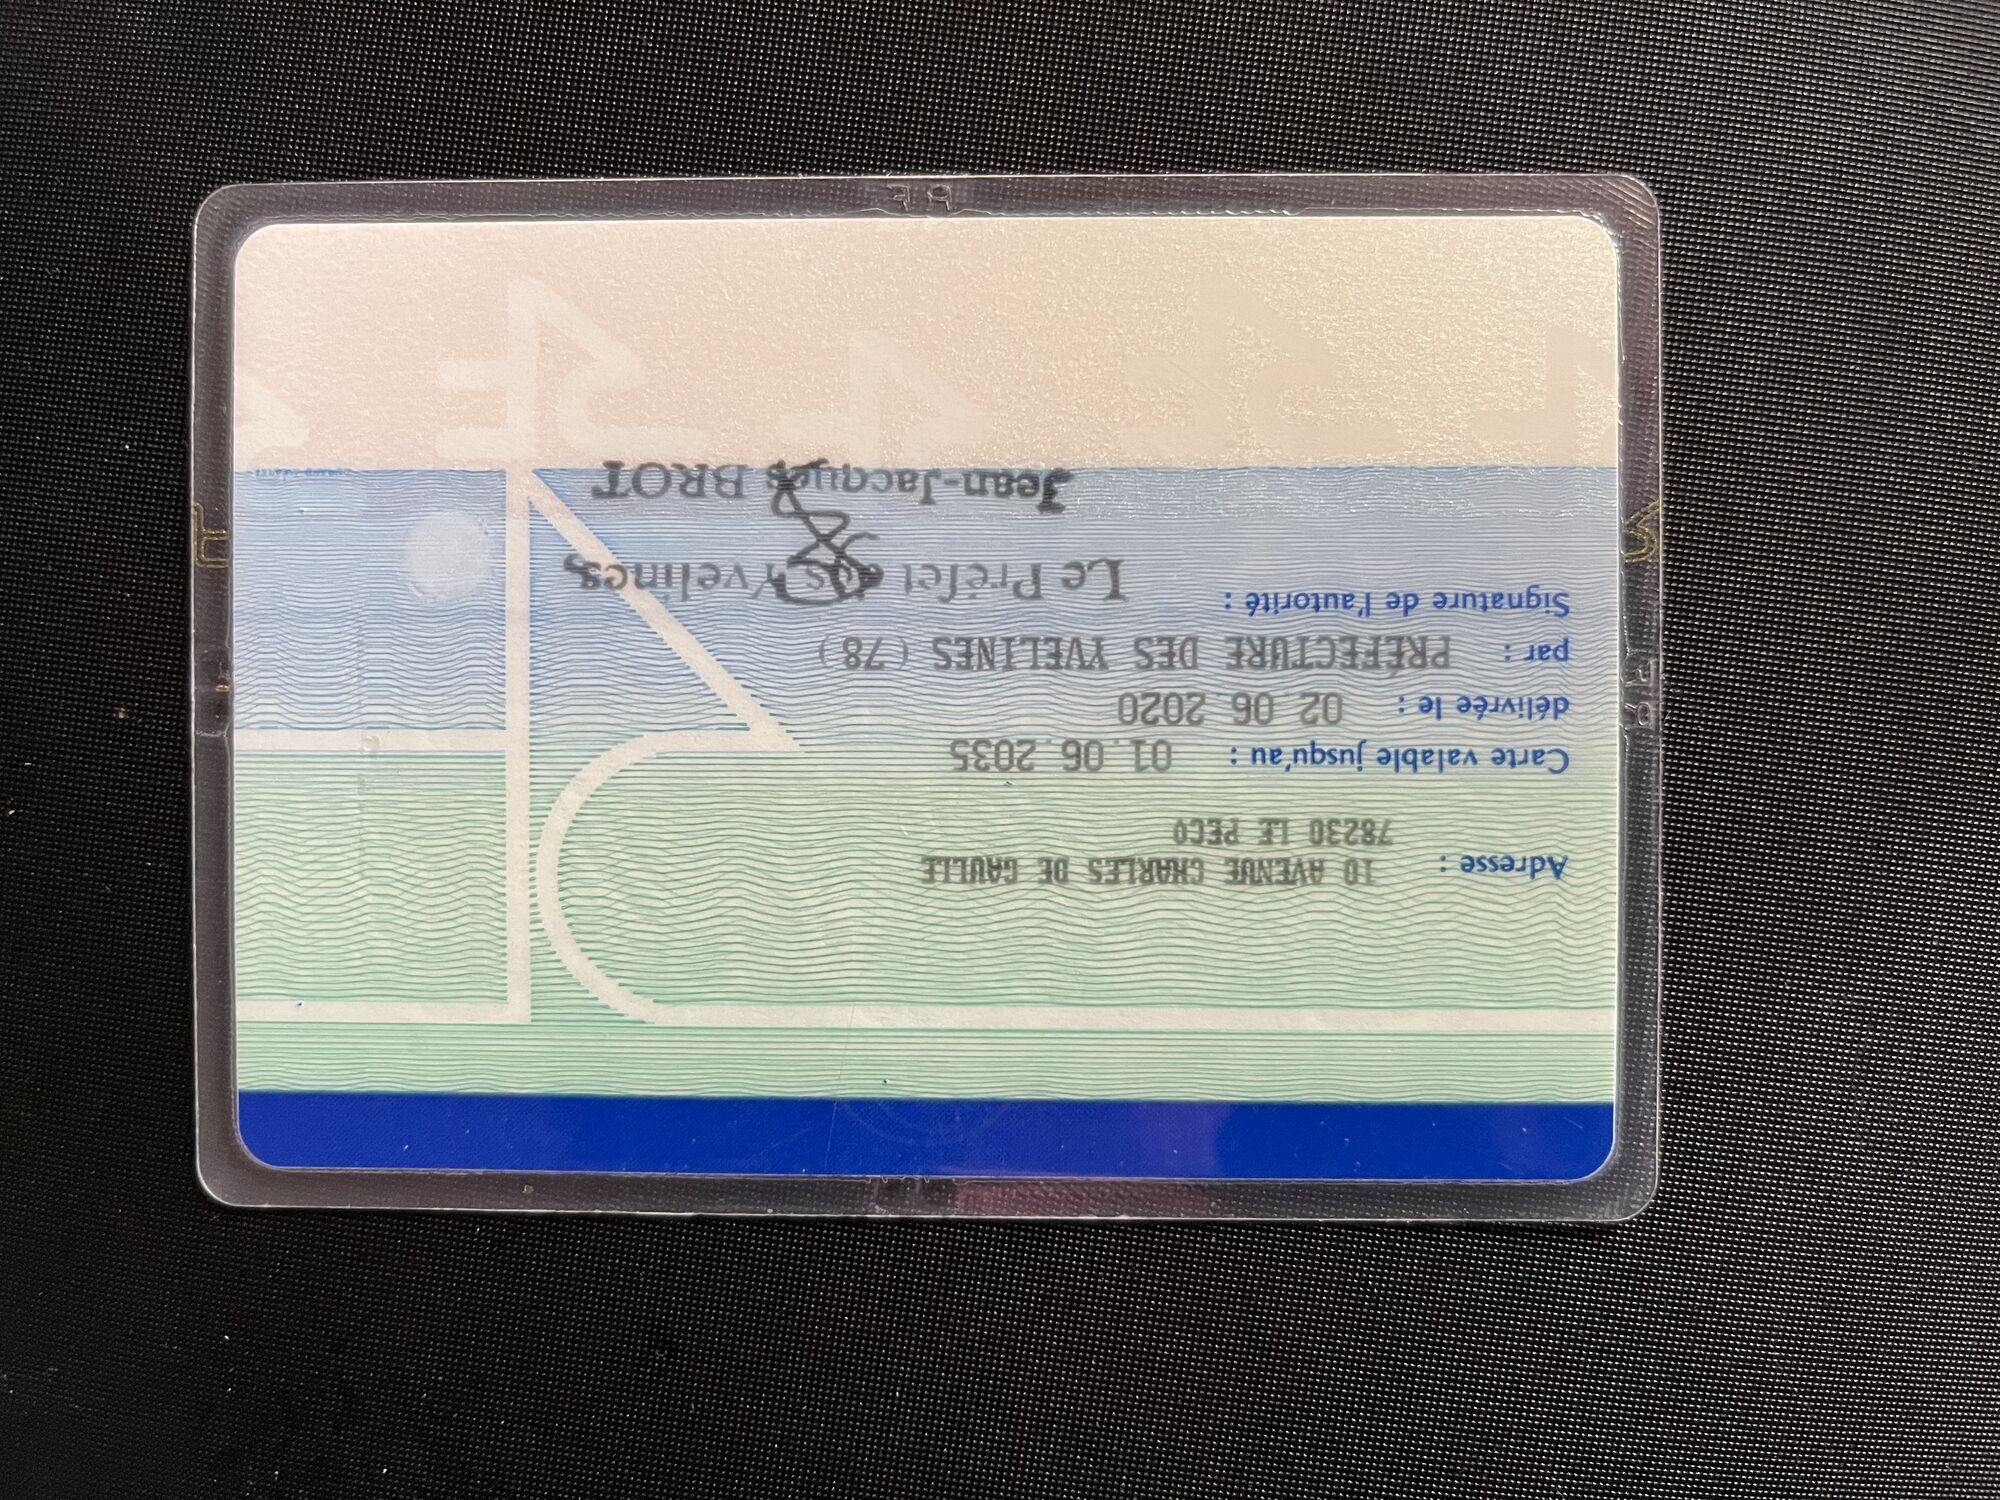 Adresse : 10 AVENUE CHARLES DE GAULLE
78230 LE PECQ
Carte valable jusqu'au : 01.06.2035
délivrée le : 02.06.2020
par : PRÉFECTURE DES YVELINES (78)
Signature de l'autorité :
Le Préfet des Yvelines,
Jean-Jacques BROT